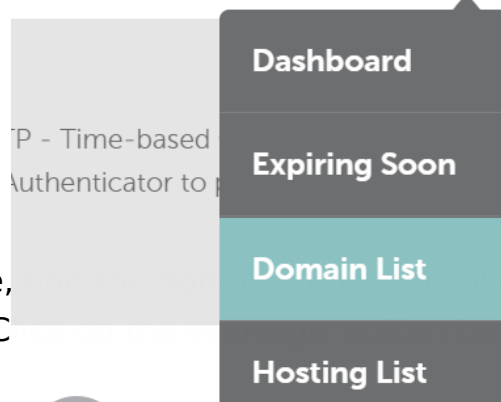 Dashboard
TP - Time-based
Expiring Soon
Authenticator to p
Domain List
e,
C
Hosting List